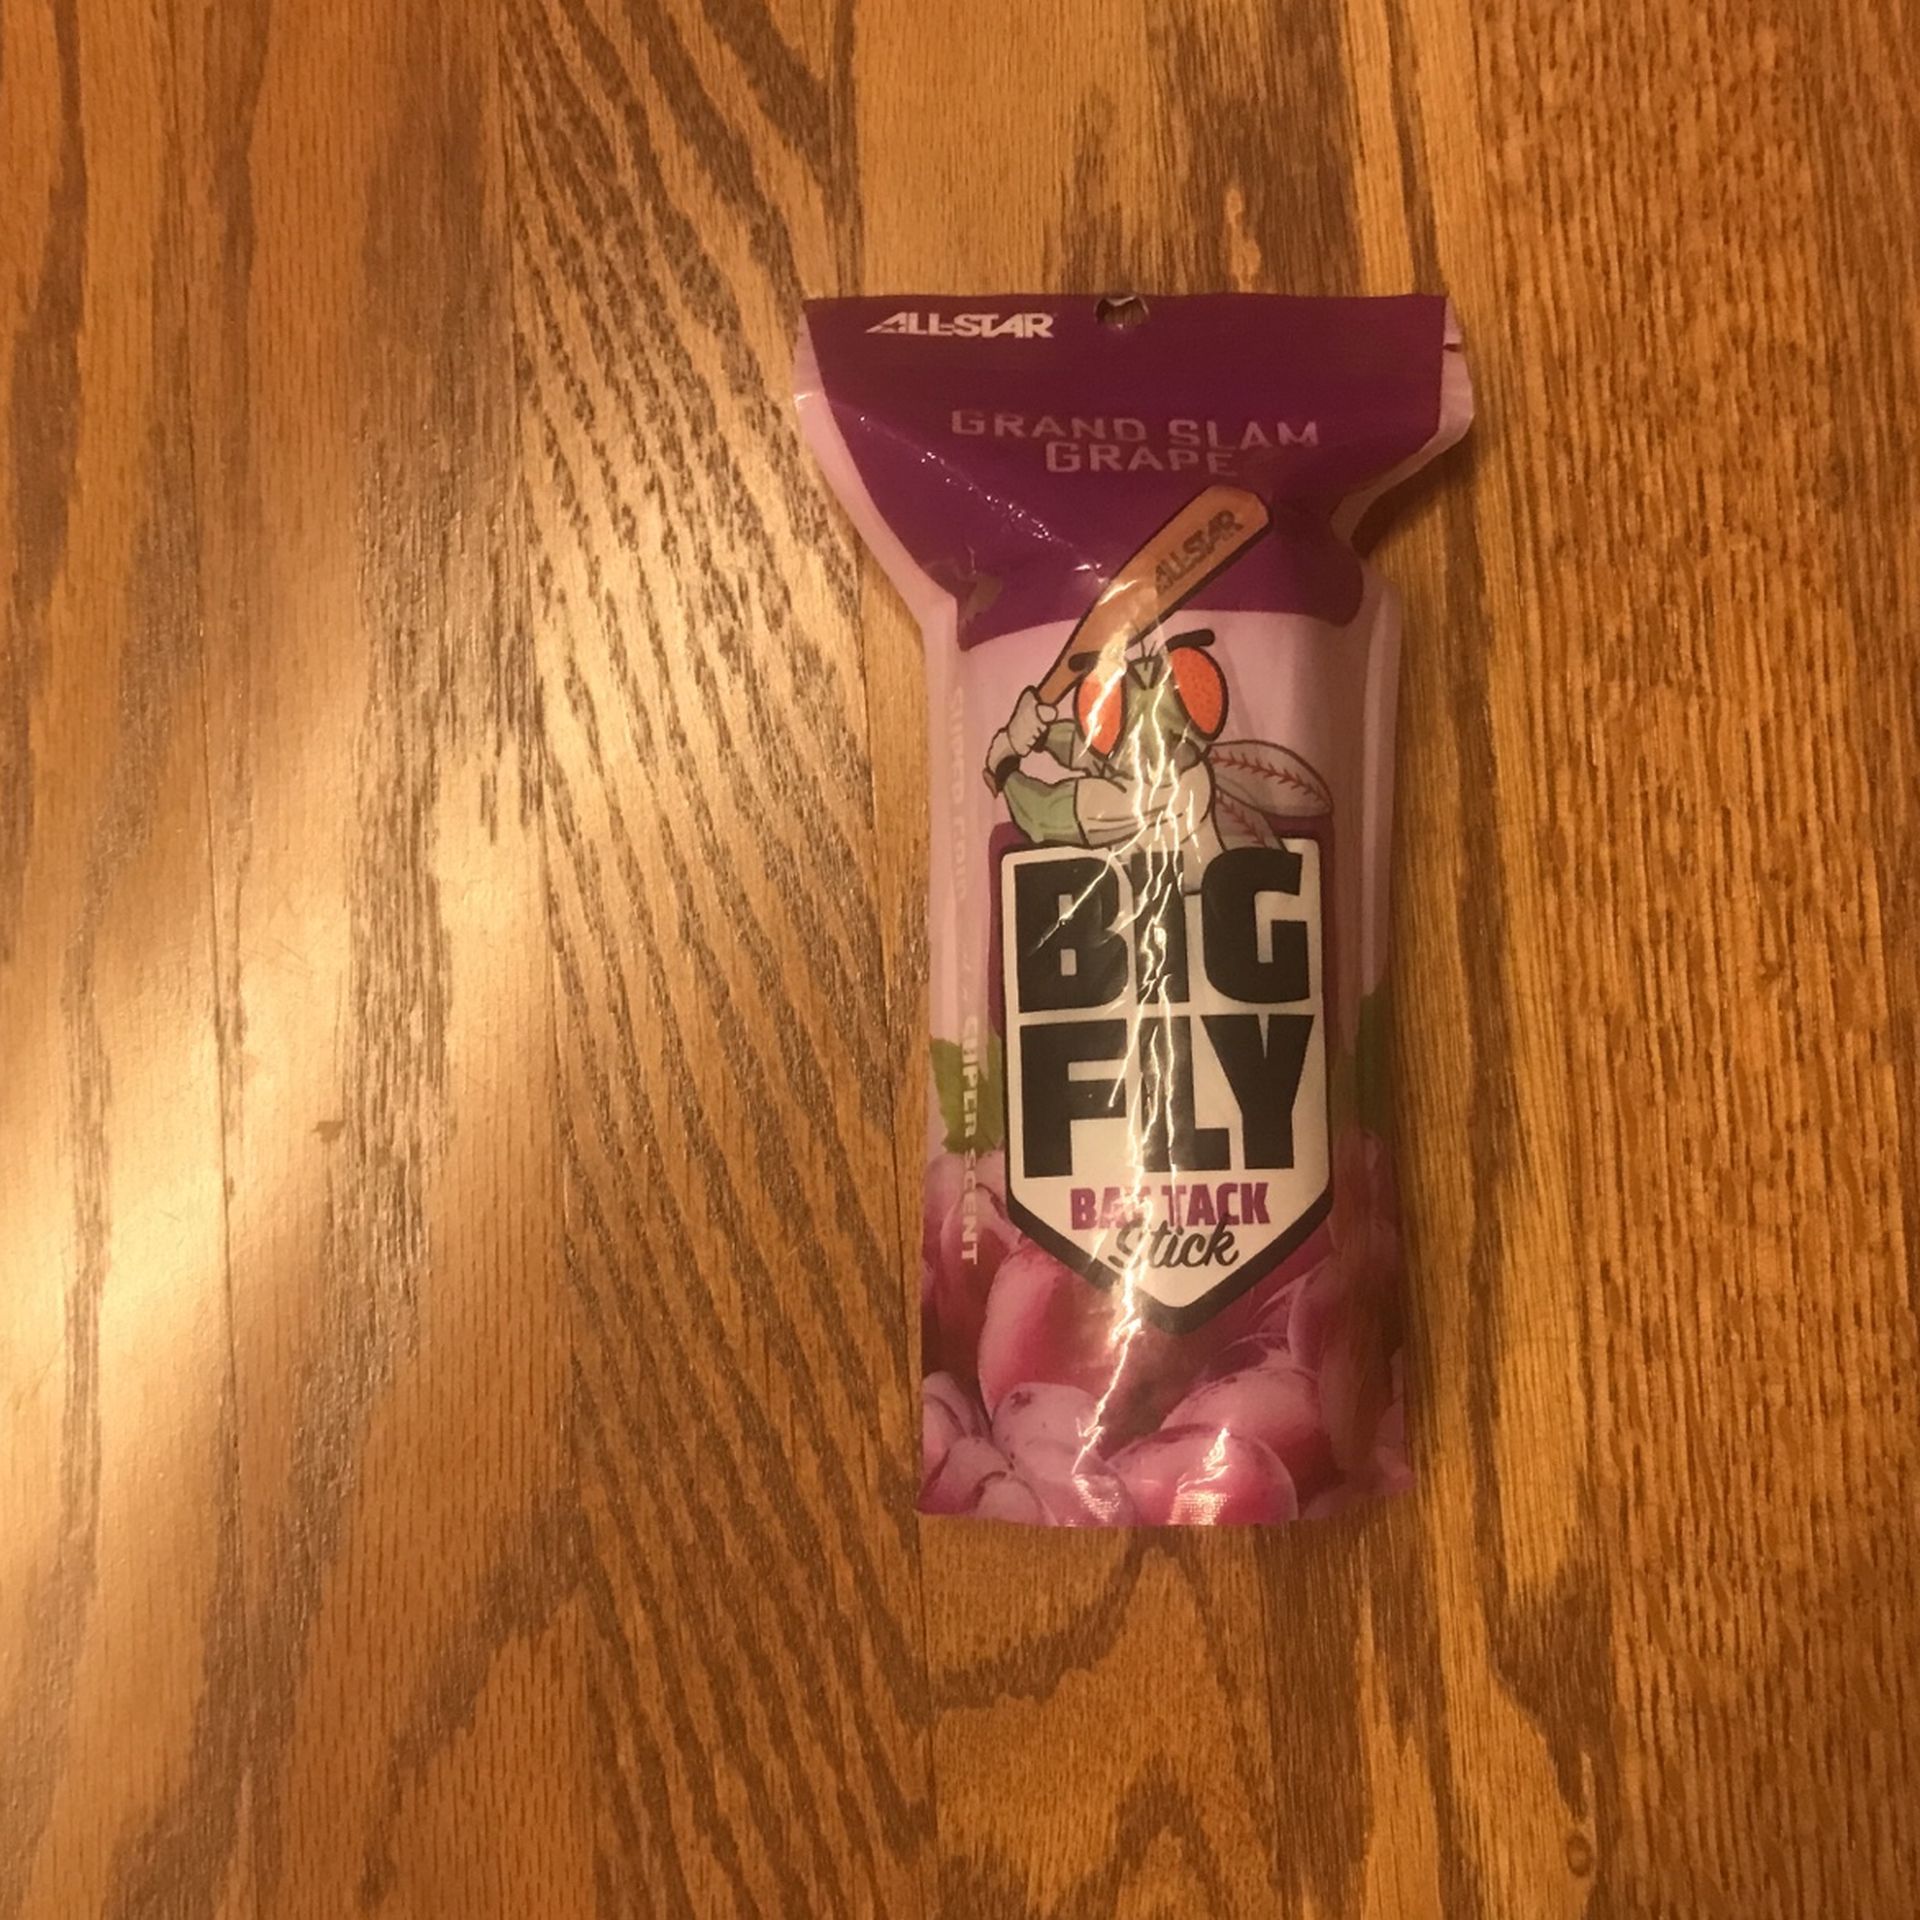 ALL-STAR
GRAND SLAM
GRAPE
ALL-STAR
BIG
FLY
BAT TACK
Stick
SUPER SCENT